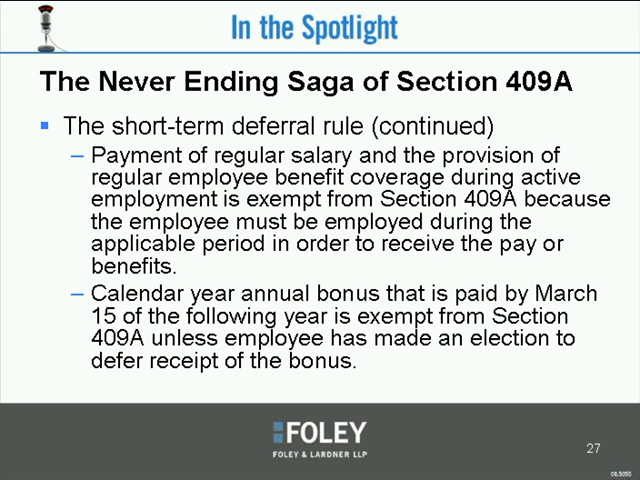 In the Spotlight
The Never Ending Saga of Section 409A
▪ The short-term deferral rule (continued)
– Payment of regular salary and the provision of
regular employee benefit coverage during active
employment is exempt from Section 409A because
the employee must be employed during the
applicable period in order to receive the pay or
benefits.
– Calendar year annual bonus that is paid by March
15 of the following year is exempt from Section
409A unless employee has made an election to
defer receipt of the bonus.
FOLEY
FOLEY & LARDNER LLP
27